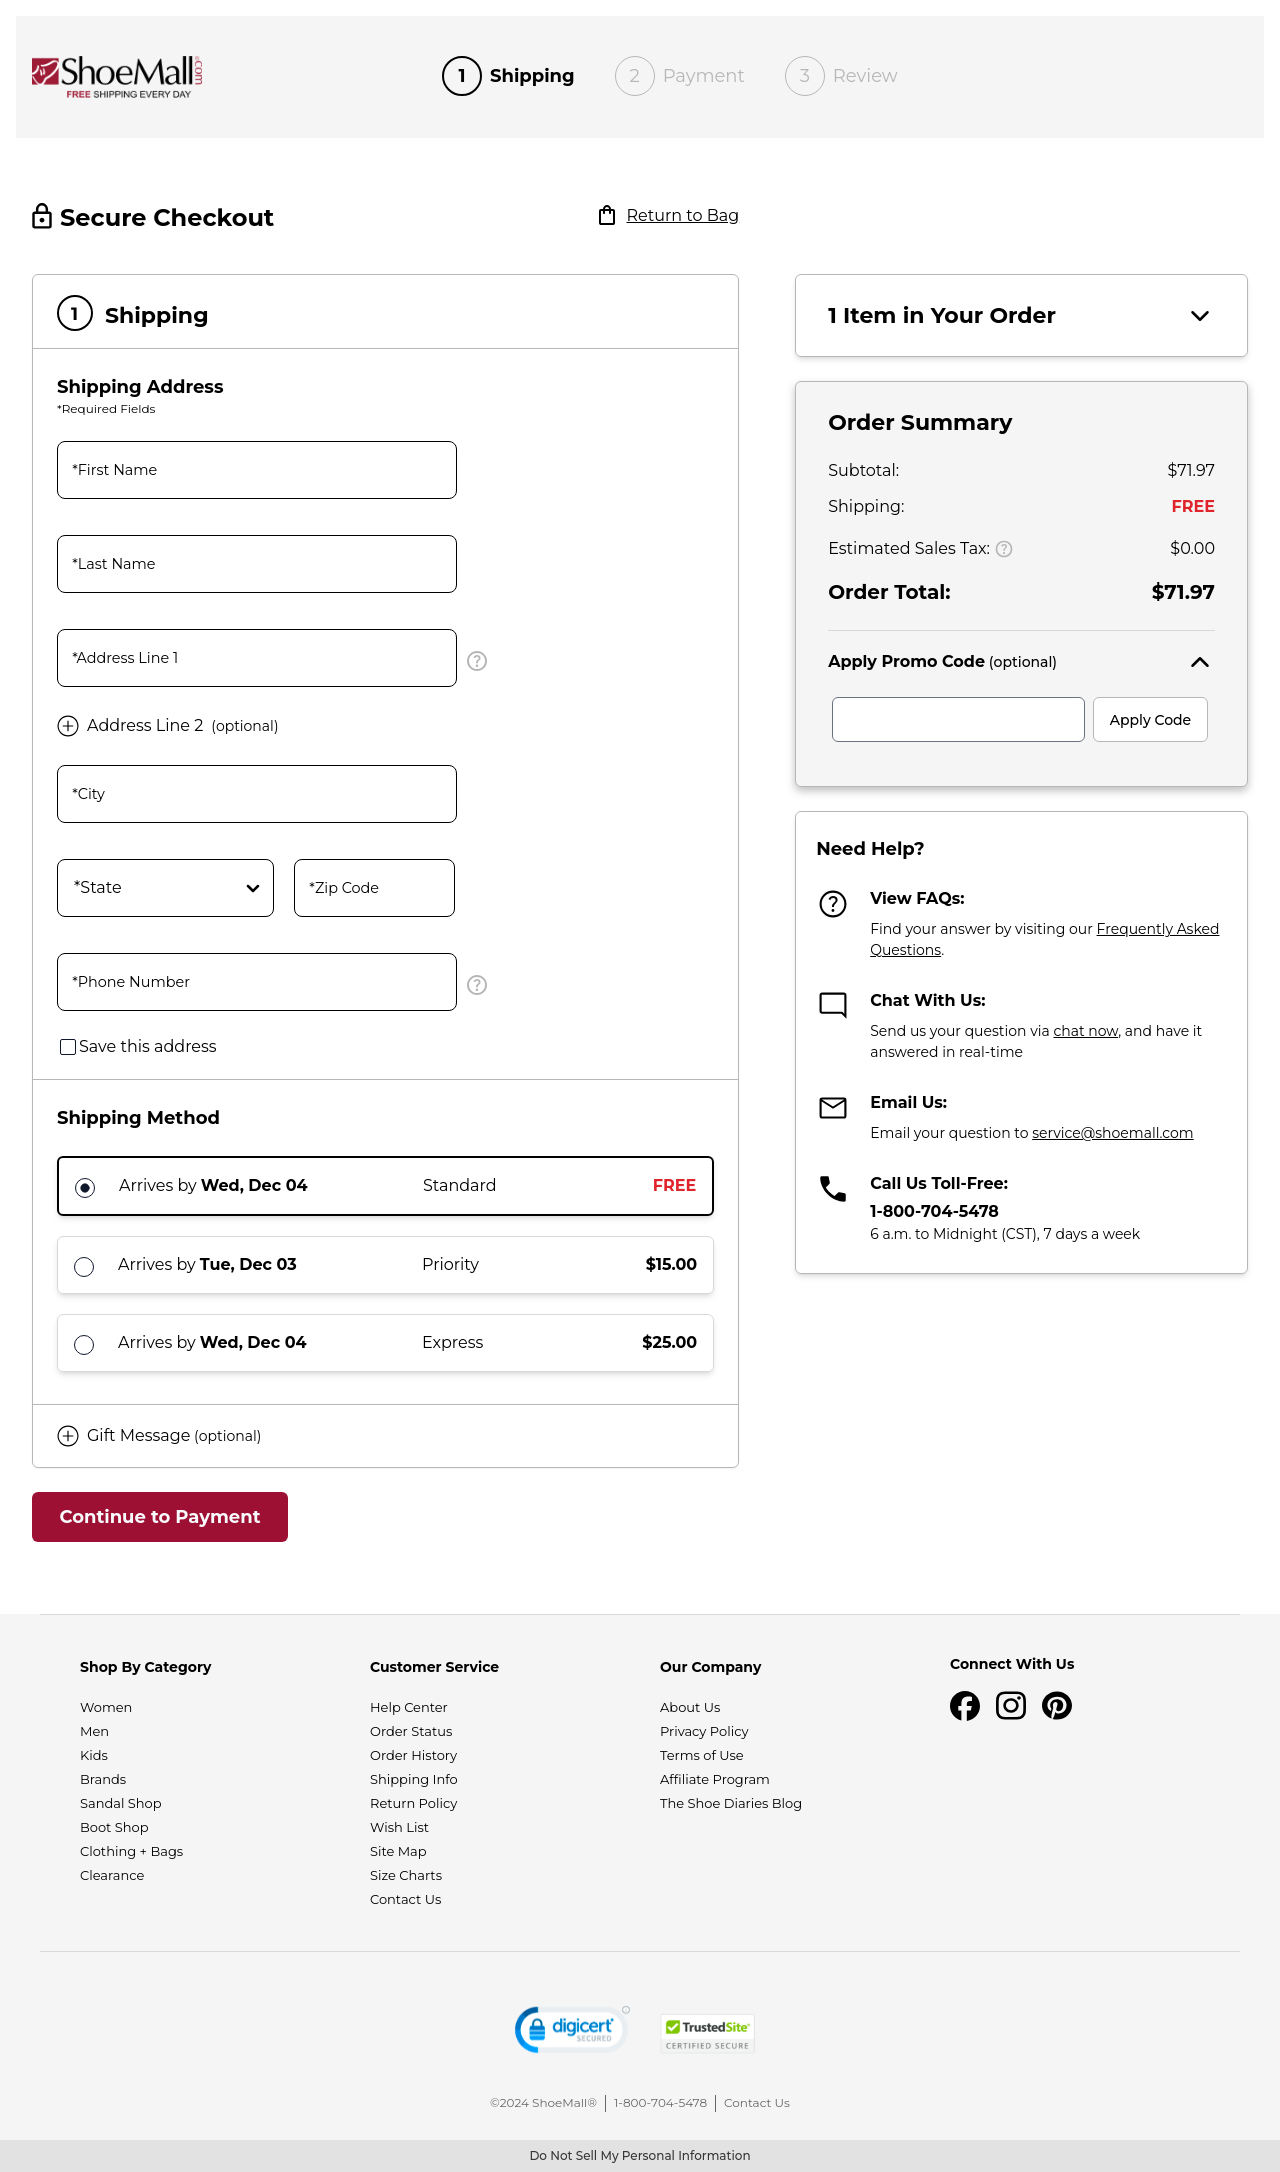 ShoeMall.com
FREE SHIPPING EVERY DAY
1 Shipping 2 Payment 3 Review
Secure Checkout
Return to Bag
1 Shipping
Shipping Address
*Required Fields
*First Name
*Last Name
*Address Line 1
?
Address Line 2 (optional)
*City
*State
*Zip Code
*Phone Number
?
Save this address
Shipping Method
Arrives by Wed, Dec 04 Standard FREE
Arrives by Tue, Dec 03 Priority $15.00
Arrives by Wed, Dec 04 Express $25.00
Gift Message (optional)
Continue to Payment
1 Item in Your Order
Order Summary
Subtotal: $71.97
Shipping: FREE
Estimated Sales Tax: ? $0.00
Order Total: $71.97
Apply Promo Code (optional)
Apply Code
Need Help?
?
View FAQs:
Find your answer by visiting our Frequently Asked
Questions.
Chat With Us:
Send us your question via chat now, and have it
answered in real-time
Email Us:
Email your question to service@shoemall.com
Call Us Toll-Free:
1-800-704-5478
6 a.m. to Midnight (CST), 7 days a week
Shop By Category
Women
Men
Kids
Brands
Sandal Shop
Boot Shop
Clothing + Bags
Clearance
Customer Service
Help Center
Order Status
Order History
Shipping Info
Return Policy
Wish List
Site Map
Size Charts
Contact Us
Our Company
About Us
Privacy Policy
Terms of Use
Affiliate Program
The Shoe Diaries Blog
Connect With Us
digicert
SECURED
TrustedSite
CERTIFIED SECURE
©2024 ShoeMall® | 1-800-704-5478 | Contact Us
Do Not Sell My Personal Information